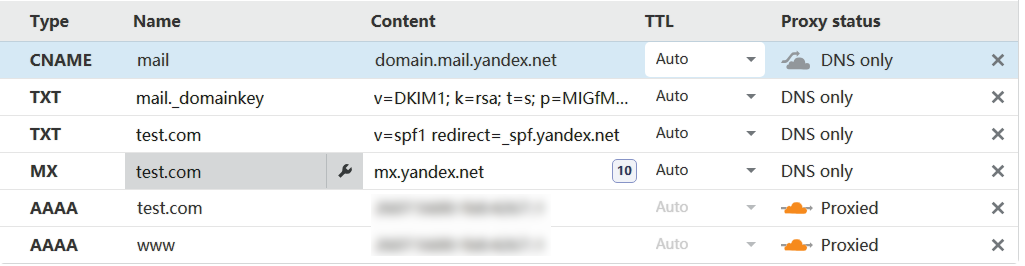 Type Name Content TTL Proxy status
CNAME mail domain.mail.yandex.net Auto DNS only
TXT mail._domainkey v=DKIM1; k=rsa; t=s; p=MIGfM... Auto DNS only
TXT test.com v=spf1 redirect=_spf.yandex.net Auto DNS only
MX test.com mx.yandex.net 10 Auto DNS only
AAAA test.com Auto Proxied
AAAA www Auto Proxied